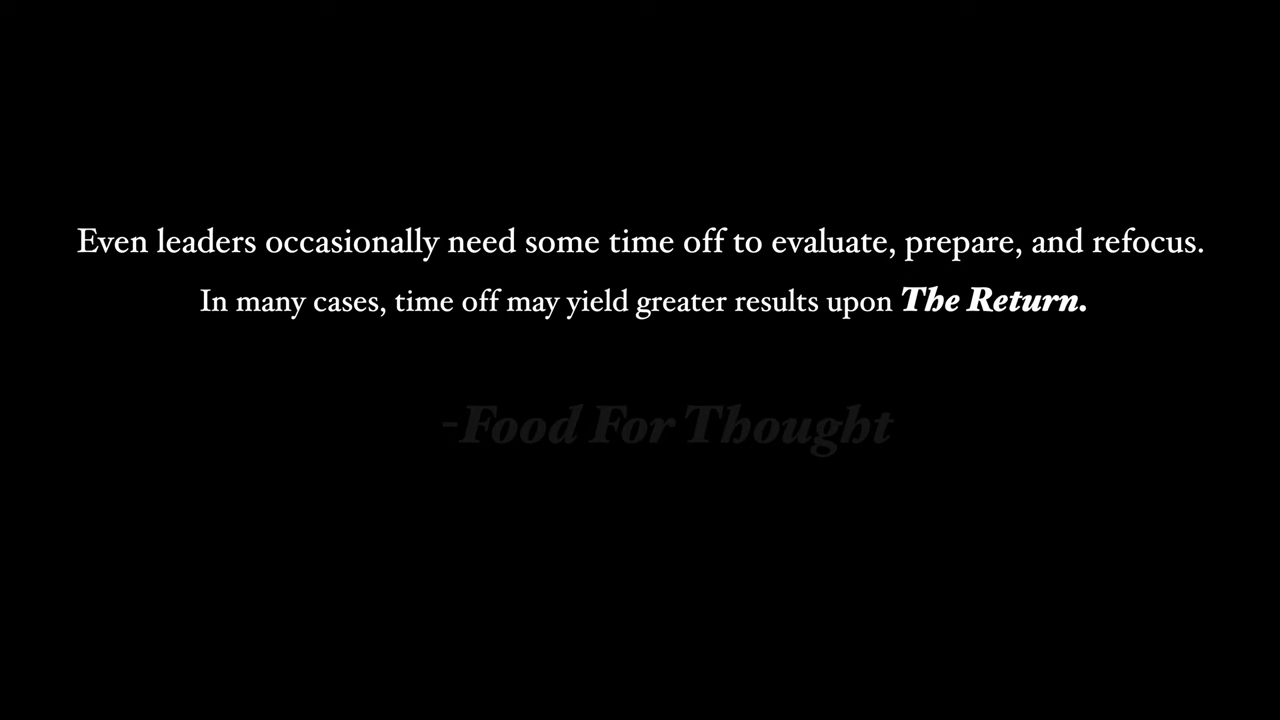 Even leaders occasionally need some time off to evaluate, prepare, and refocus.
In many cases, time off may yield greater results upon The Return.
-Food For Thought